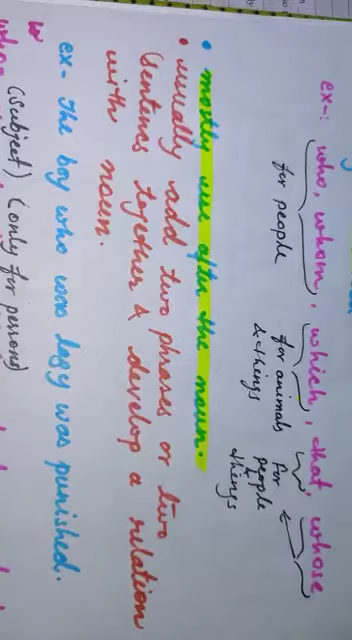 ex-: who, whom, which, that, whose
for people
for animals
& things
for
people
&
things
• mostly use after the noun.
• usually add two phrases or two
(sentence together & develop a relation
with noun.
ex- The boy who was lazy was punished.
(subject) (only for persons)